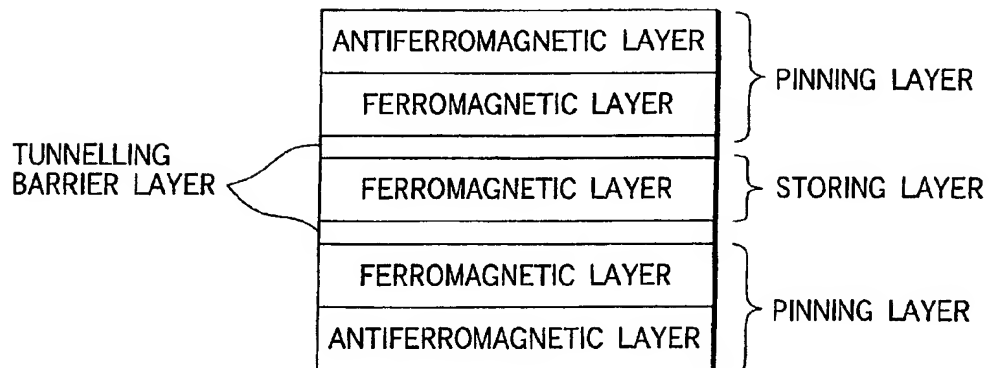 ANTIFERROMAGNETIC LAYER
FERROMAGNETIC LAYER
PINNING LAYER
TUNNELLING
BARRIER LAYER
FERROMAGNETIC LAYER
STORING LAYER
FERROMAGNETIC LAYER
ANTIFERROMAGNETIC LAYER
PINNING LAYER